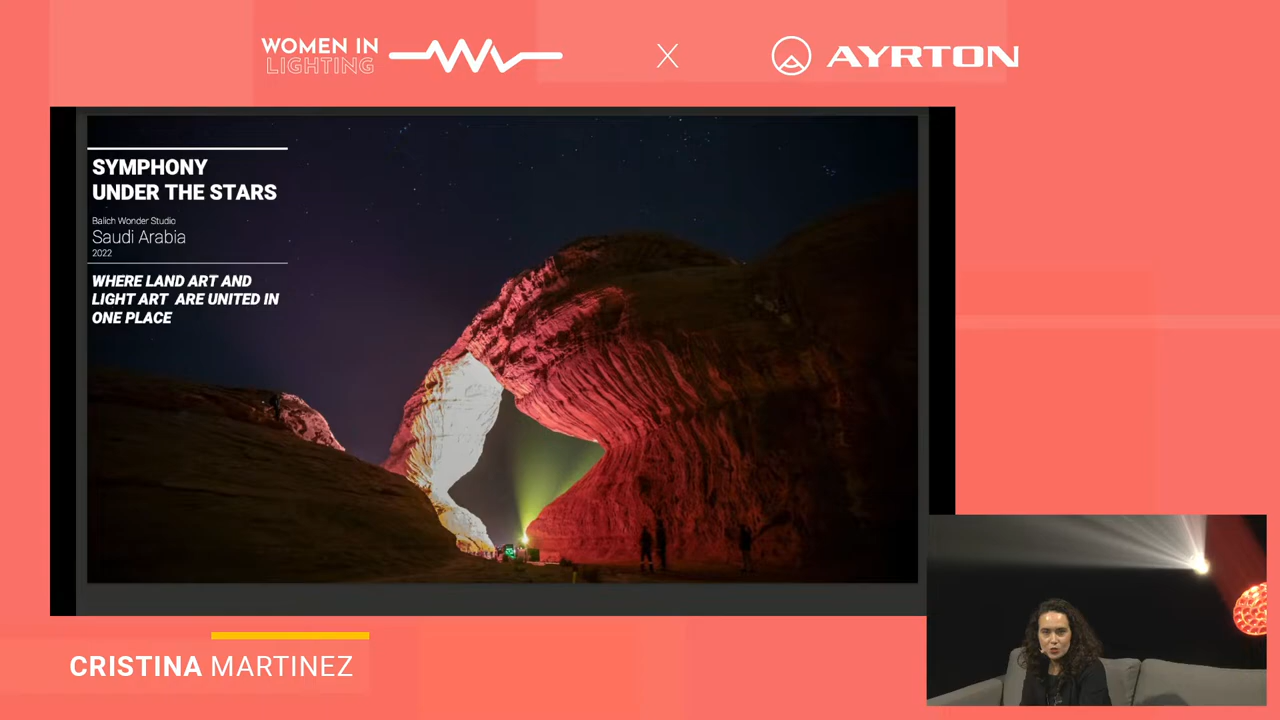 WOMEN IN
LIGHTING
X
AYRTON
SYMPHONY
UNDER THE STARS
Balich Wonder Studio
Saudi Arabia
2022
WHERE LAND ART AND
LIGHT ART ARE UNITED IN
ONE PLACE
CRISTINA MARTINEZ